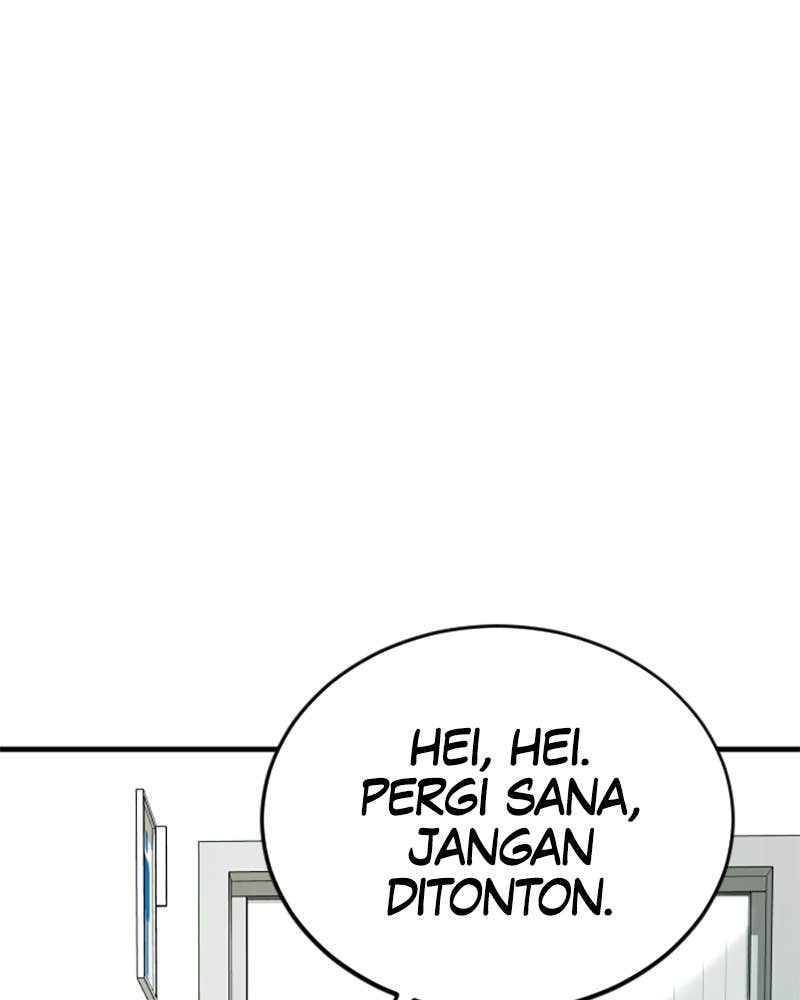 HEI, HEI.
PERGI SANA,
JANGAN
DITONTON.